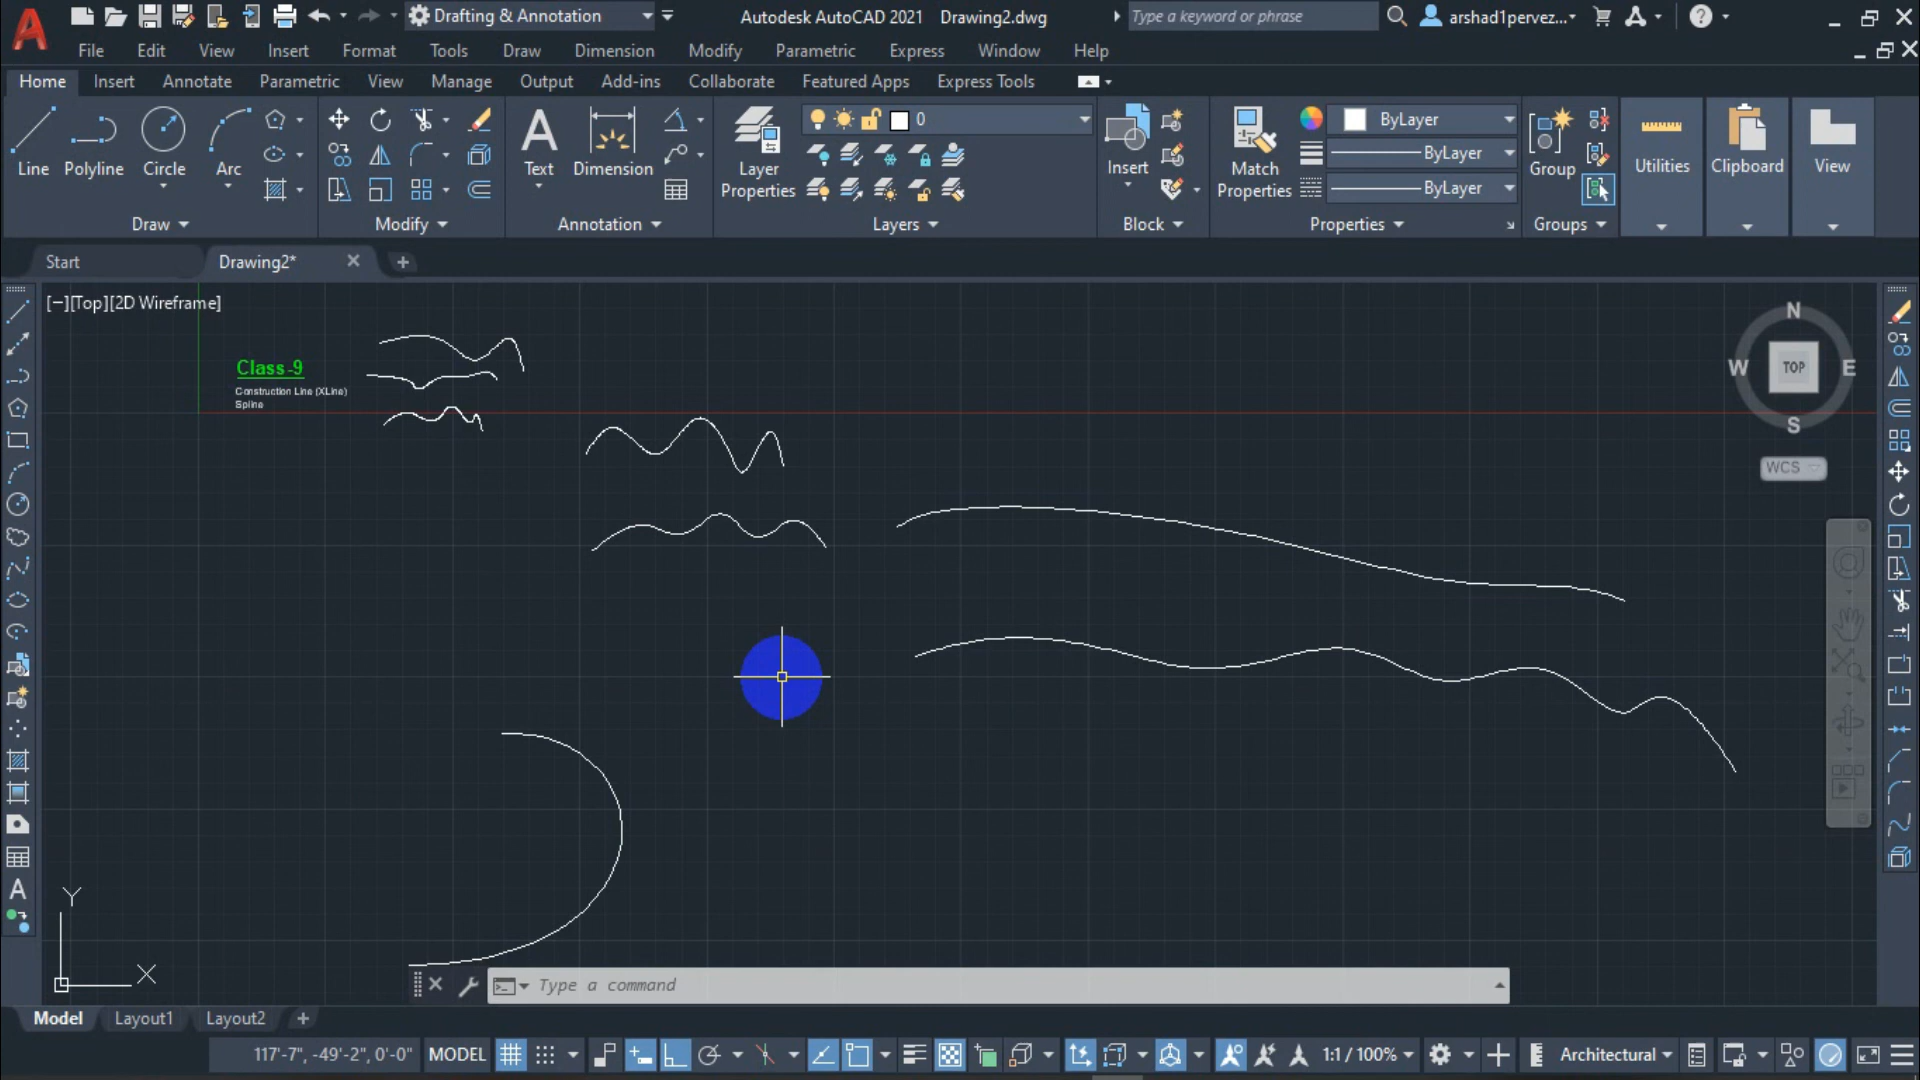 Drafting & Annotation
Autodesk AutoCAD 2021 Drawing2.dwg
Type a keyword or phrase
arshad1pervez...
File Edit View Insert Format Tools Draw Dimension Modify Parametric Express Window Help
Home Insert Annotate Parametric View Manage Output Add-ins Collaborate Featured Apps Express Tools
0
ByLayer
ByLayer
ByLayer
Line Polyline Circle Arc
Text Dimension
Layer Properties
Insert
Match Properties
Group
Utilities
Clipboard
View
Draw Modify Annotation Layers Block Properties Groups
Start Drawing2*
[−][Top][2D Wireframe]
Class-9
Construction Line (XLine)
Spline
N
W TOP E
S
WCS
Y
X
Type a command
Model Layout1 Layout2 +
117'-7", -49'-2", 0'-0" MODEL 1:1 / 100% Architectural